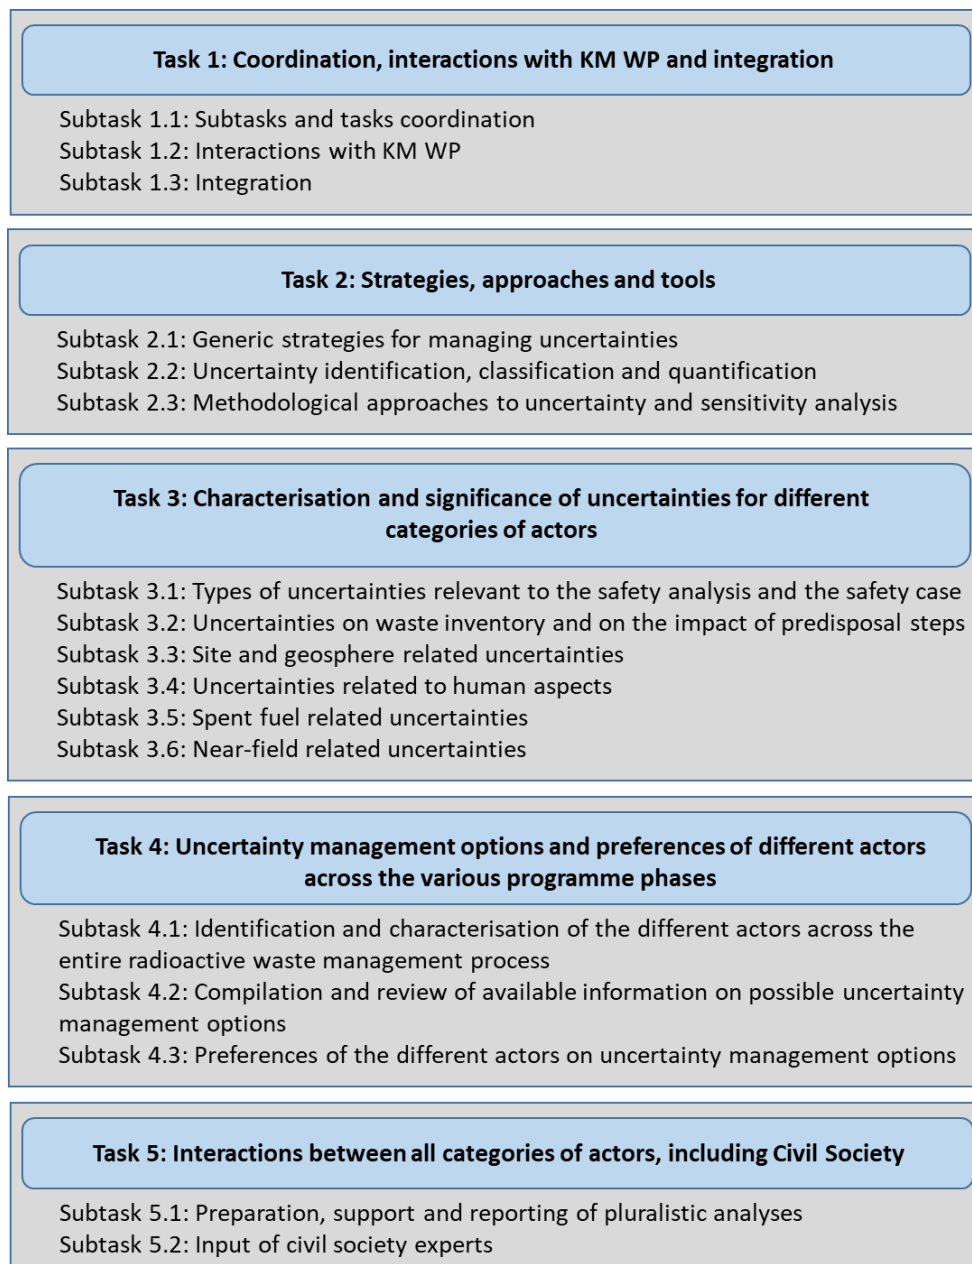 Task 1: Coordination, interactions with KM WP and integration
Subtask 1.1: Subtasks and tasks coordination
Subtask 1.2: Interactions with KM WP
Subtask 1.3: Integration
Task 2: Strategies, approaches and tools
Subtask 2.1: Generic strategies for managing uncertainties
Subtask 2.2: Uncertainty identification, classification and quantification
Subtask 2.3: Methodological approaches to uncertainty and sensitivity analysis
Task 3: Characterisation and significance of uncertainties for different
categories of actors
Subtask 3.1: Types of uncertainties relevant to the safety analysis and the safety case
Subtask 3.2: Uncertainties on waste inventory and on the impact of predisposal steps
Subtask 3.3: Site and geosphere related uncertainties
Subtask 3.4: Uncertainties related to human aspects
Subtask 3.5: Spent fuel related uncertainties
Subtask 3.6: Near-field related uncertainties
Task 4: Uncertainty management options and preferences of different actors
across the various programme phases
Subtask 4.1: Identification and characterisation of the different actors across the
entire radioactive waste management process
Subtask 4.2: Compilation and review of available information on possible uncertainty
management options
Subtask 4.3: Preferences of the different actors on uncertainty management options
Task 5: Interactions between all categories of actors, including Civil Society
Subtask 5.1: Preparation, support and reporting of pluralistic analyses
Subtask 5.2: Input of civil society experts